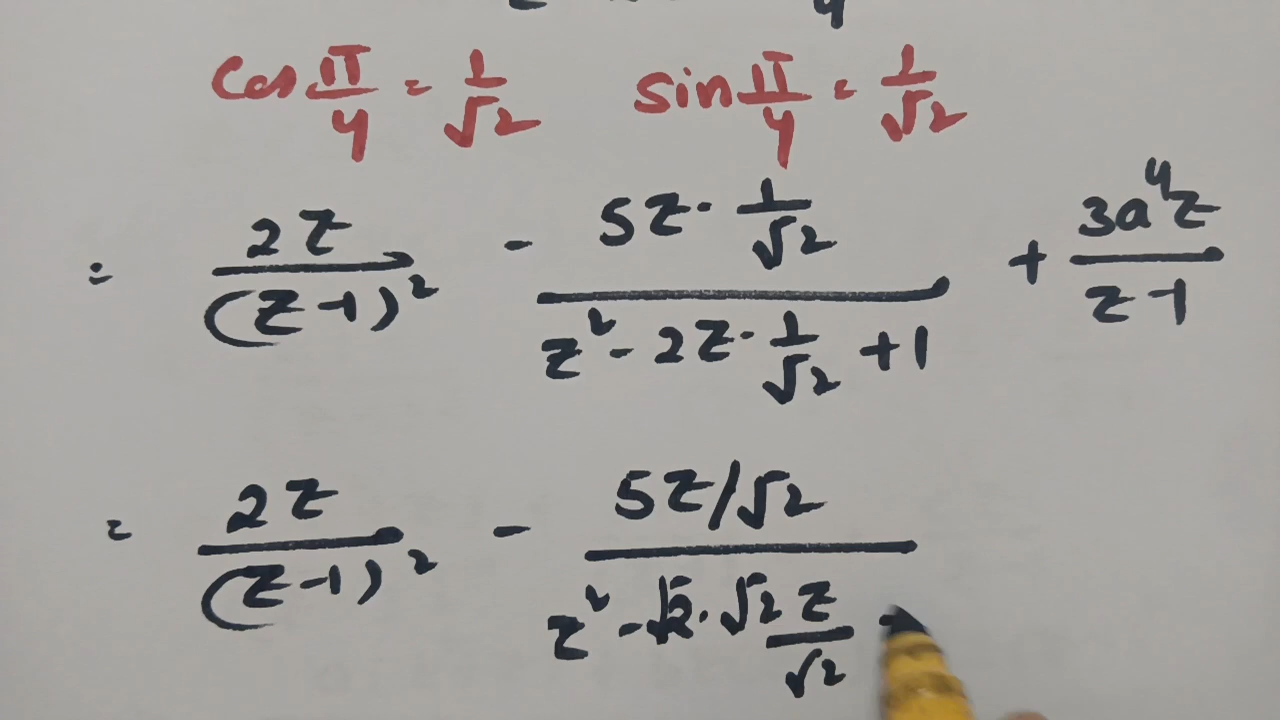 cos π/4 = 1/√2 sin π/4 = 1/√2
= 2z/(z-1)² - (5z·1/√2)/(z² - 2z·1/√2 + 1) + 3a⁴z/(z-1)
= 2z/(z-1)² - (5z/√2)/(z² - √2·√2 z/√2